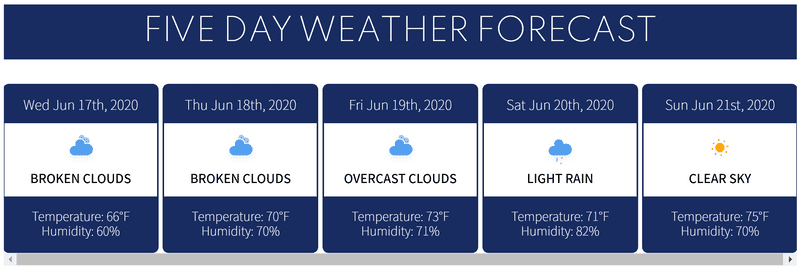 FIVE DAY WEATHER FORECAST
Wed Jun 17th, 2020
BROKEN CLOUDS
Temperature: 66°F
Humidity: 60%
Thu Jun 18th, 2020
BROKEN CLOUDS
Temperature: 70°F
Humidity: 70%
Fri Jun 19th, 2020
OVERCAST CLOUDS
Temperature: 73°F
Humidity: 71%
Sat Jun 20th, 2020
LIGHT RAIN
Temperature: 71°F
Humidity: 82%
Sun Jun 21st, 2020
CLEAR SKY
Temperature: 75°F
Humidity: 70%